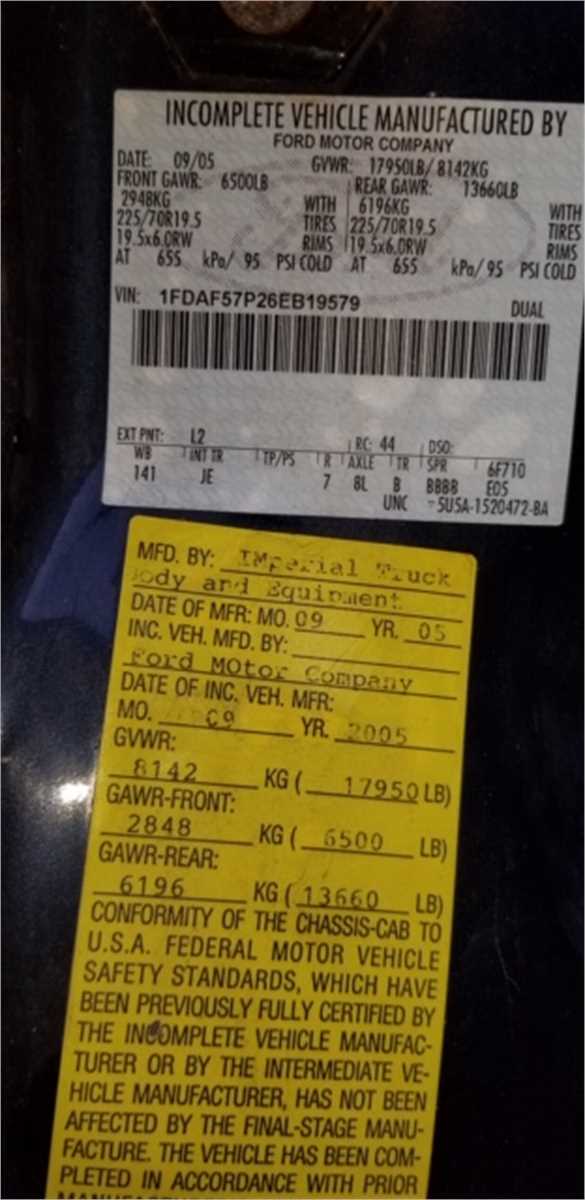 INCOMPLETE VEHICLE MANUFACTURED BY
FORD MOTOR COMPANY
DATE: 09/05 GVWR: 17950LB/ 8142KG
FRONT GAWR: 6500LB REAR GAWR: 13660LB
2948KG WITH 6196KG WITH
225/70R19.5 TIRES 225/70R19.5 TIRES
19.5x6.0RW RIMS 19.5x6.0RW RIMS
AT 655 kPa/ 95 PSI COLD AT 655 kPa/ 95 PSI COLD
VIN: 1FDAF57P26EB19579 DUAL
EXT PNT: L2 RC: 44 DSO:
WB INT TR TP/PS R AXLE TR SPR 6F710
141 JE 7 8L B BBBB E05
UNC 5U5A-1520472-BA
MFD. BY: IMperial Truck
Body and Equipment
DATE OF MFR: MO. 09 YR. 05
INC. VEH. MFD. BY:
Ford MOtor Company
DATE OF INC. VEH. MFR:
MO. 09 YR. 2005
GVWR:
8142 KG ( 17950 LB)
GAWR-FRONT:
2848 KG ( 6500 LB)
GAWR-REAR:
6196 KG ( 13660 LB)
CONFORMITY OF THE CHASSIS-CAB TO
U.S.A. FEDERAL MOTOR VEHICLE
SAFETY STANDARDS, WHICH HAVE
BEEN PREVIOUSLY FULLY CERTIFIED BY
THE INCOMPLETE VEHICLE MANUFAC-
TURER OR BY THE INTERMEDIATE VE-
HICLE MANUFACTURER, HAS NOT BEEN
AFFECTED BY THE FINAL-STAGE MANU-
FACTURE. THE VEHICLE HAS BEEN COM-
PLETED IN ACCORDANCE WITH PRIOR